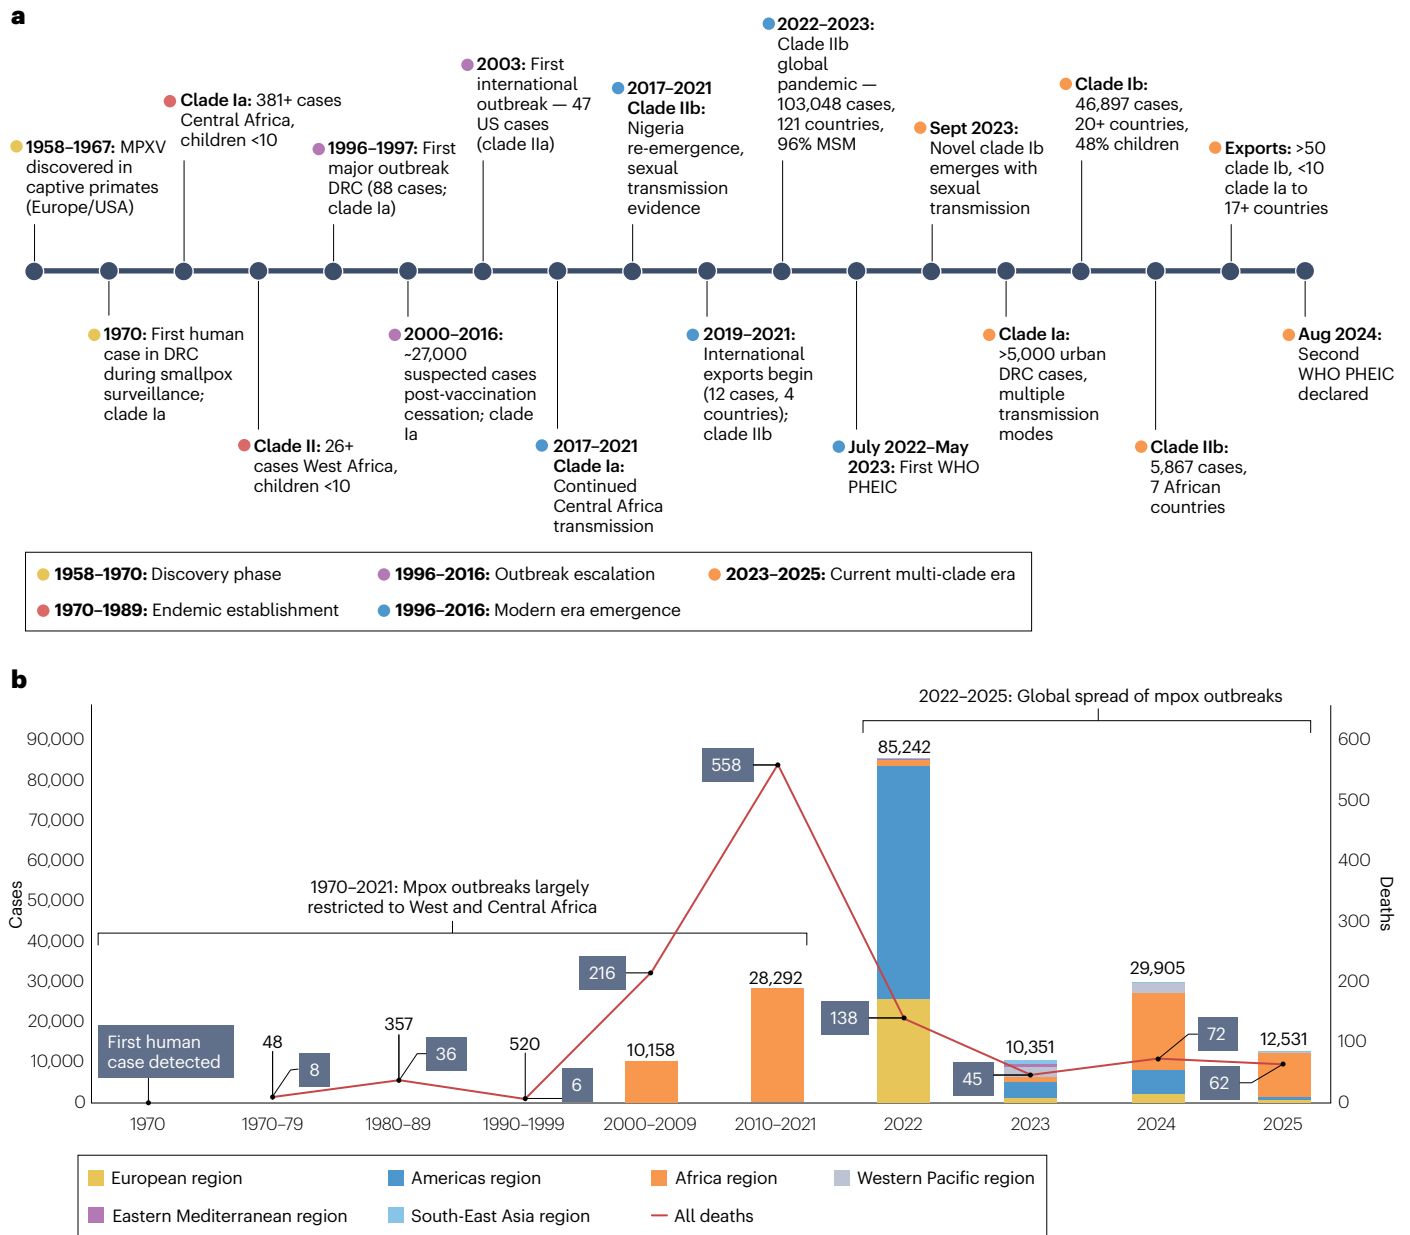 a
1958–1967: MPXV
discovered in
captive primates
(Europe/USA)
Clade Ia: 381+ cases
Central Africa,
children <10
1996–1997: First
major outbreak
DRC (88 cases;
clade Ia)
2003: First
international
outbreak — 47
US cases
(clade IIa)
2017–2021
Clade IIb:
Nigeria
re-emergence,
sexual
transmission
evidence
2022–2023:
Clade IIb
global
pandemic —
103,048 cases,
121 countries,
96% MSM
Sept 2023:
Novel clade Ib
emerges with
sexual
transmission
Clade Ib:
46,897 cases,
20+ countries,
48% children
Exports: >50
clade Ib, <10
clade Ia to
17+ countries
1970: First human
case in DRC
during smallpox
surveillance;
clade Ia
Clade II: 26+
cases West Africa,
children <10
2000–2016:
~27,000
suspected cases
post-vaccination
cessation; clade
Ia
2017–2021
Clade Ia:
Continued
Central Africa
transmission
2019–2021:
International
exports begin
(12 cases, 4
countries);
clade IIb
July 2022–May
2023: First WHO
PHEIC
Clade Ia:
>5,000 urban
DRC cases,
multiple
transmission
modes
Clade IIb:
5,867 cases,
7 African
countries
Aug 2024:
Second
WHO PHEIC
declared
1958–1970: Discovery phase
1996–2016: Outbreak escalation
2023–2025: Current multi-clade era
1970–1989: Endemic establishment
1996–2016: Modern era emergence
b
2022–2025: Global spread of mpox outbreaks
1970–2021: Mpox outbreaks largely
restricted to West and Central Africa
Cases
90,000
80,000
70,000
60,000
50,000
40,000
30,000
20,000
10,000
0
Deaths
600
500
400
300
200
100
0
First human
case detected
48
8
357
36
520
6
216
10,158
558
28,292
85,242
138
10,351
45
29,905
72
12,531
62
1970
1970–79
1980–89
1990–1999
2000–2009
2010–2021
2022
2023
2024
2025
European region
Americas region
Africa region
Western Pacific region
Eastern Mediterranean region
South-East Asia region
All deaths